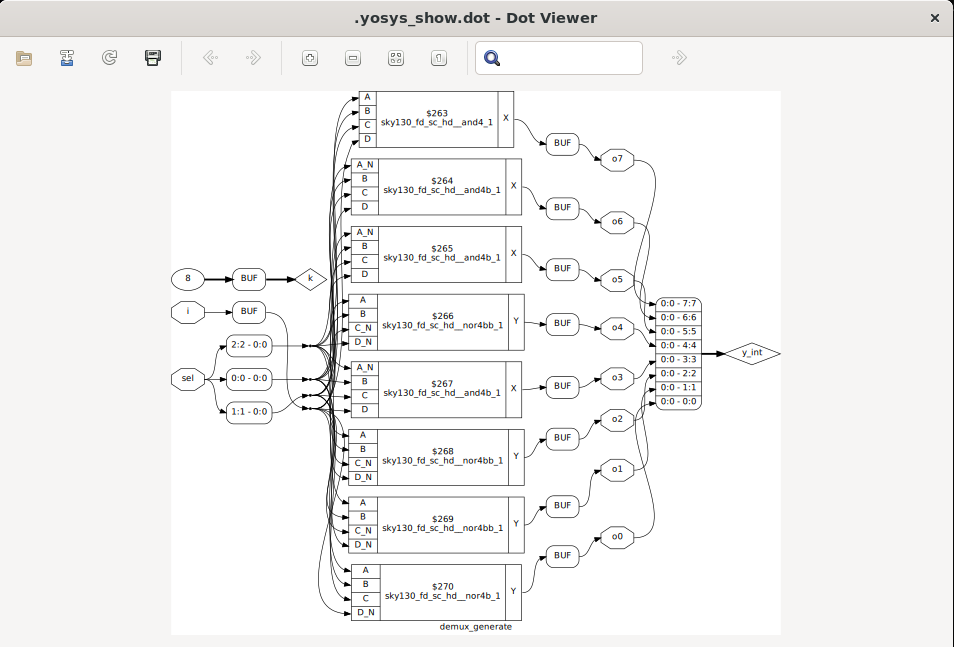 .yosys_show.dot - Dot Viewer
A
B
C
D
$263
sky130_fd_sc_hd__and4_1
X
BUF
o7
A_N
B
C
D
$264
sky130_fd_sc_hd__and4b_1
X
BUF
o6
A_N
B
C
D
$265
sky130_fd_sc_hd__and4b_1
X
BUF
o5
8
BUF
k
i
BUF
A
B
C_N
D_N
$266
sky130_fd_sc_hd__nor4bb_1
Y
BUF
o4
sel
2:2 - 0:0
0:0 - 0:0
1:1 - 0:0
A_N
B
C
D
$267
sky130_fd_sc_hd__and4b_1
X
BUF
o3
0:0 - 7:7
0:0 - 6:6
0:0 - 5:5
0:0 - 4:4
0:0 - 3:3
0:0 - 2:2
0:0 - 1:1
0:0 - 0:0
y_int
A
B
C_N
D_N
$268
sky130_fd_sc_hd__nor4bb_1
Y
BUF
o2
A
B
C_N
D_N
$269
sky130_fd_sc_hd__nor4bb_1
Y
BUF
o1
A
B
C
D_N
$270
sky130_fd_sc_hd__nor4b_1
Y
BUF
o0
demux_generate